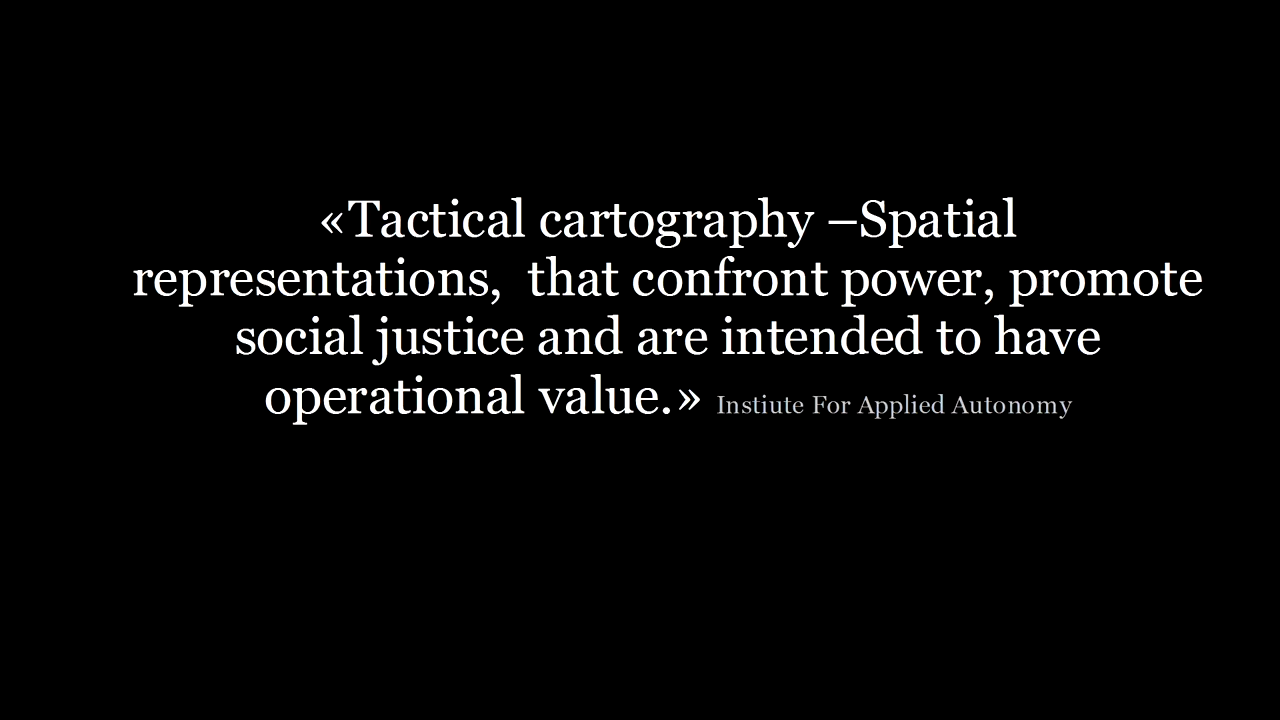 «Tactical cartography –Spatial
representations,  that confront power, promote
social justice and are intended to have
operational value.» Instiute For Applied Autonomy